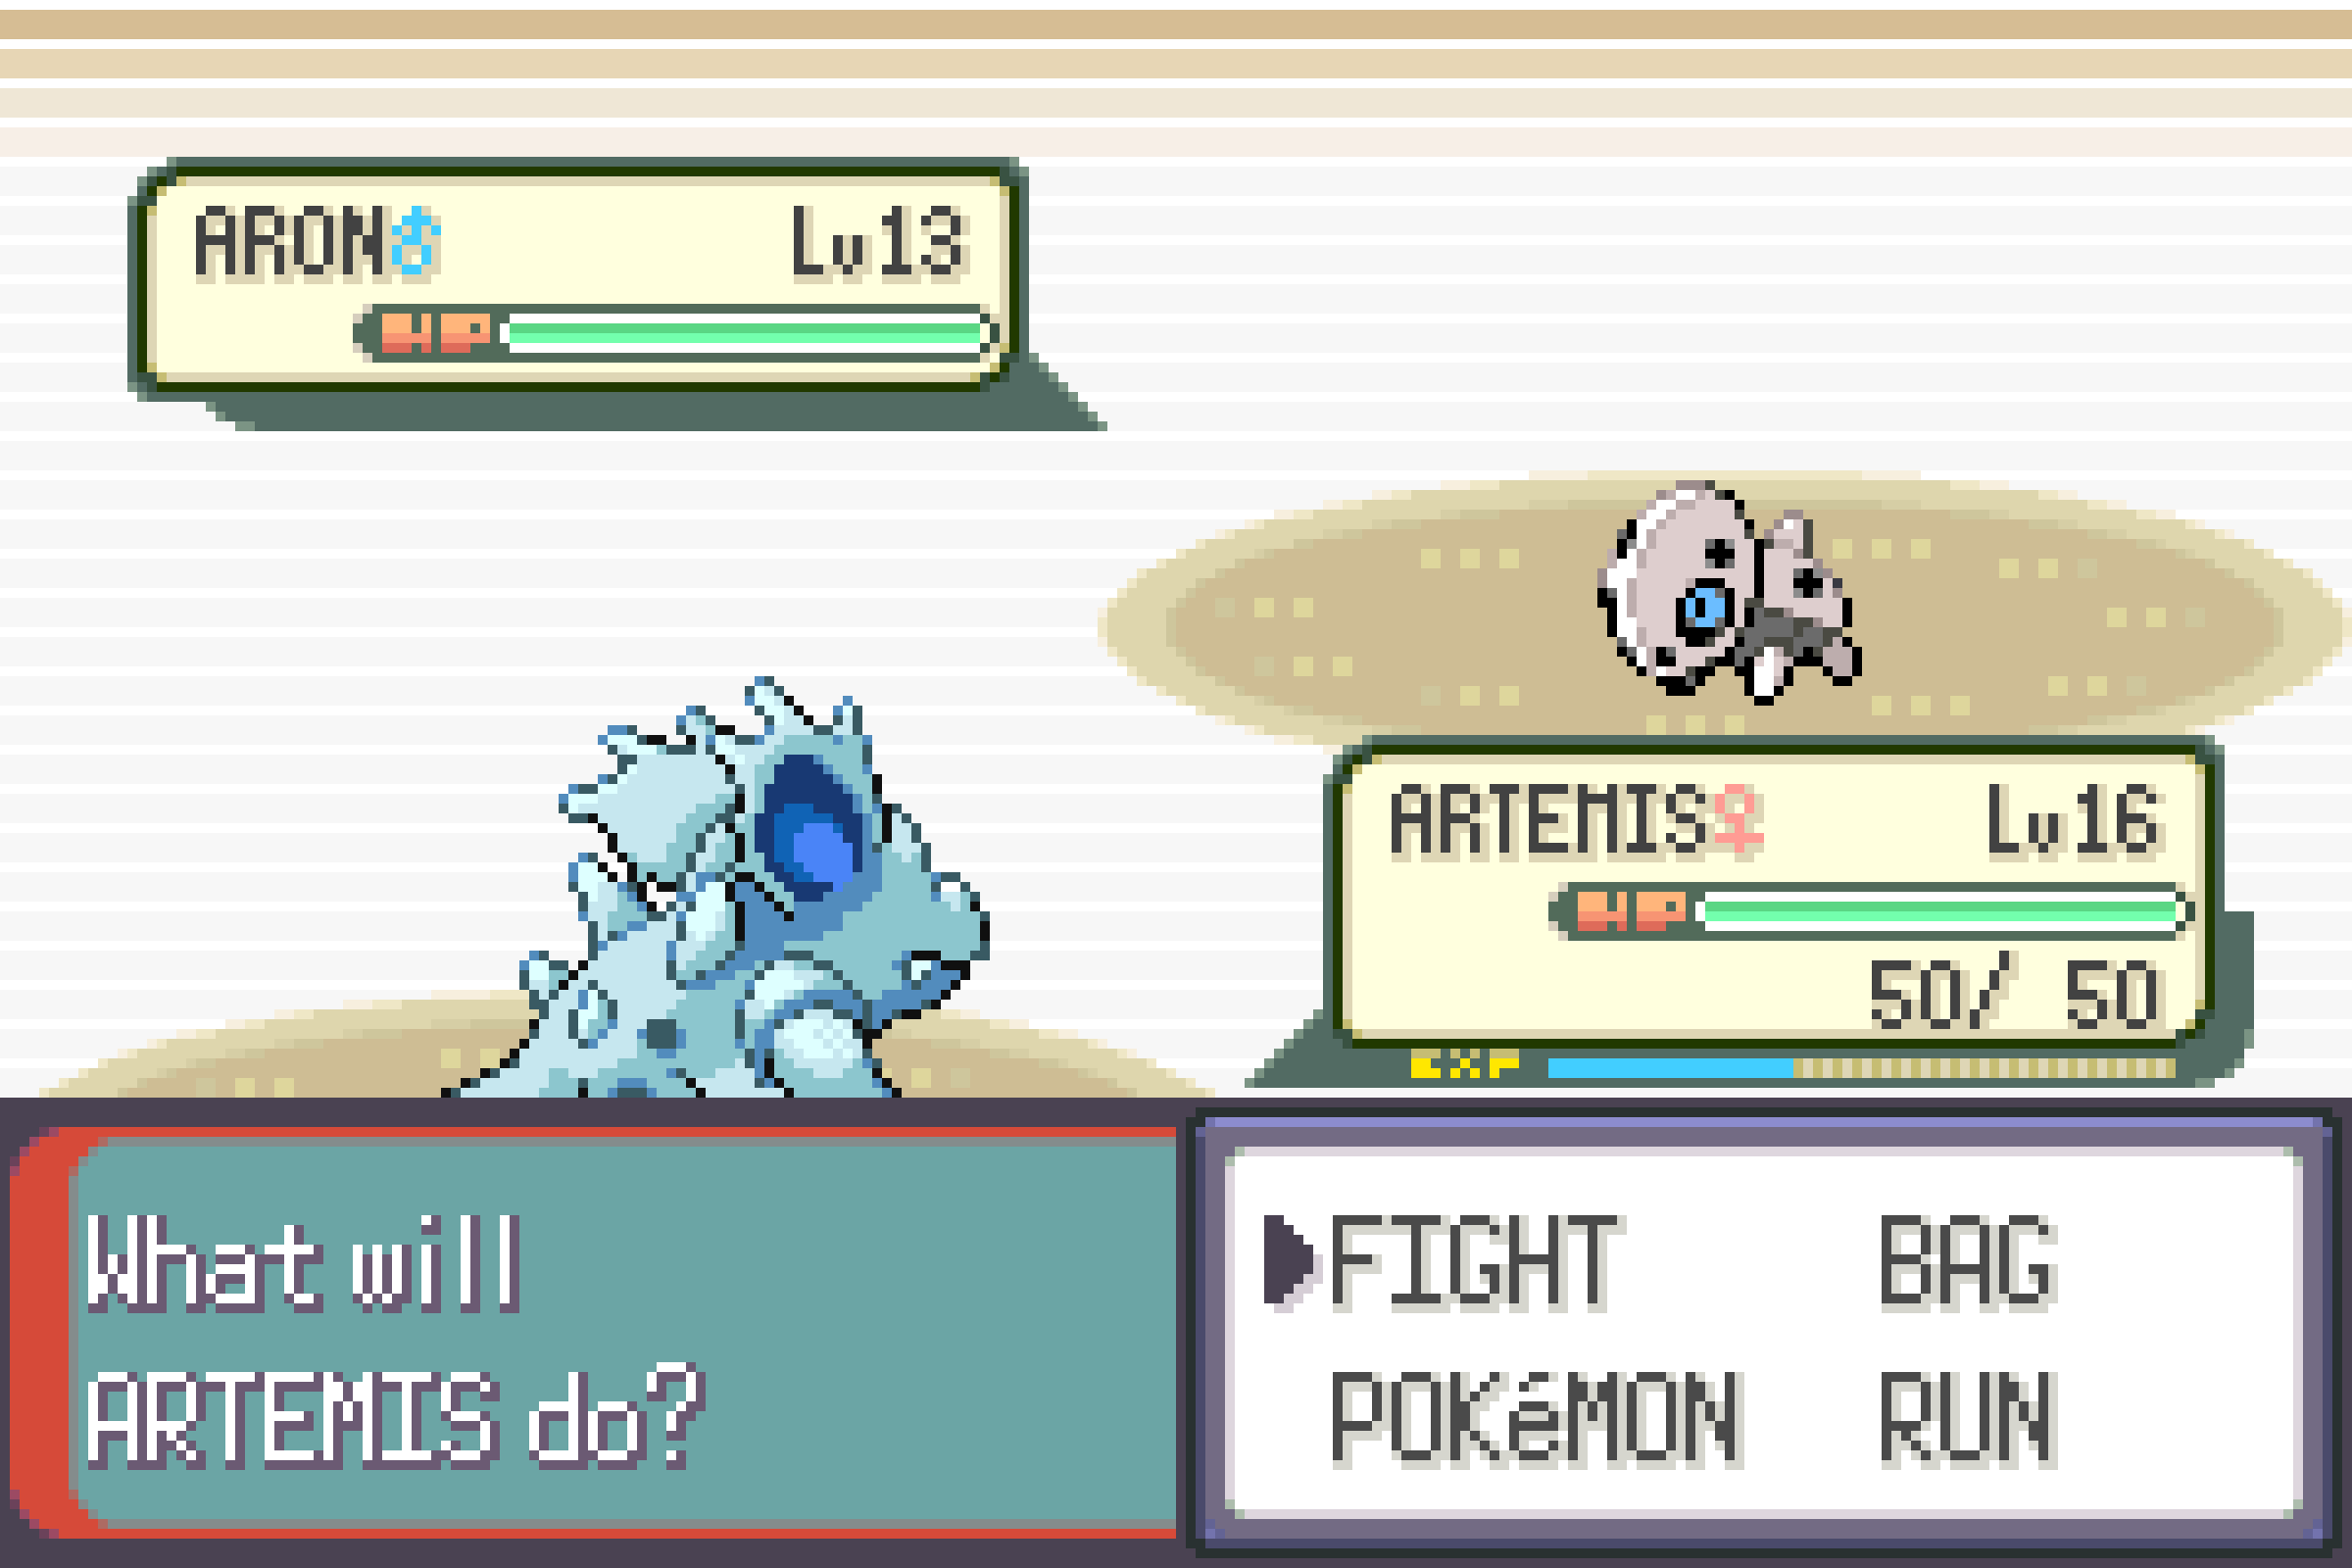 ARON♂ Lv13
HP
ARTEMIS♀ Lv16
HP
50/ 50
EXP
What will
ARTEMIS do?
▶FIGHT BAG
POKéMON RUN